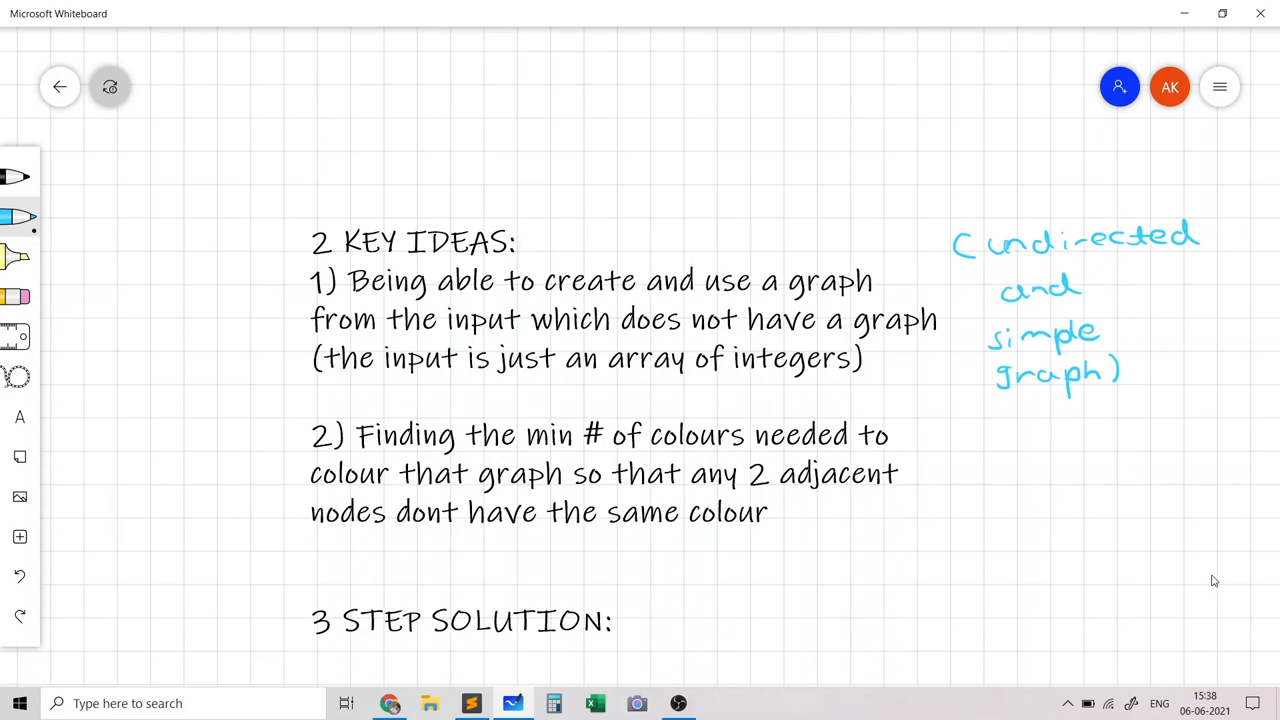 Microsoft Whiteboard
AK
2 KEY IDEAS:
1) Being able to create and use a graph
from the input which does not have a graph
(the input is just an array of integers)
(undirected
and
simple
graph)
2) Finding the min # of colours needed to
colour that graph so that any 2 adjacent
nodes dont have the same colour
3 STEP SOLUTION:
A
Type here to search
ENG
15:38
06-06-2021